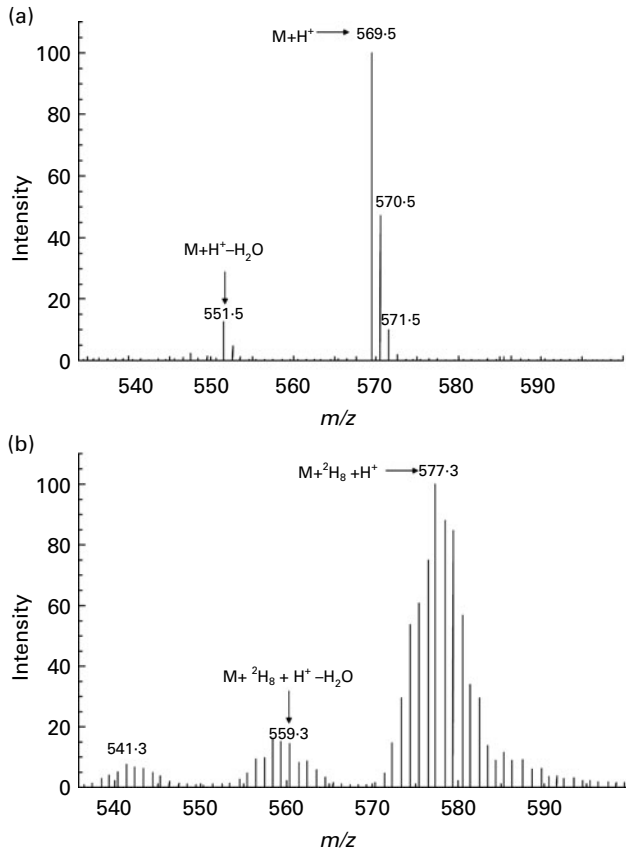 (a)
M+H⁺ 569·5
100
80
Intensity
60
570·5
40
M+H⁺–H₂O
20
551·5
571·5
0
540 550 560 570 580 590
m/z
(b)
M+²H₈ +H⁺ 577·3
100
80
Intensity
60
40
M+ ²H₈ + H⁺ –H₂O
20
541·3
559·3
0
540 550 560 570 580 590
m/z